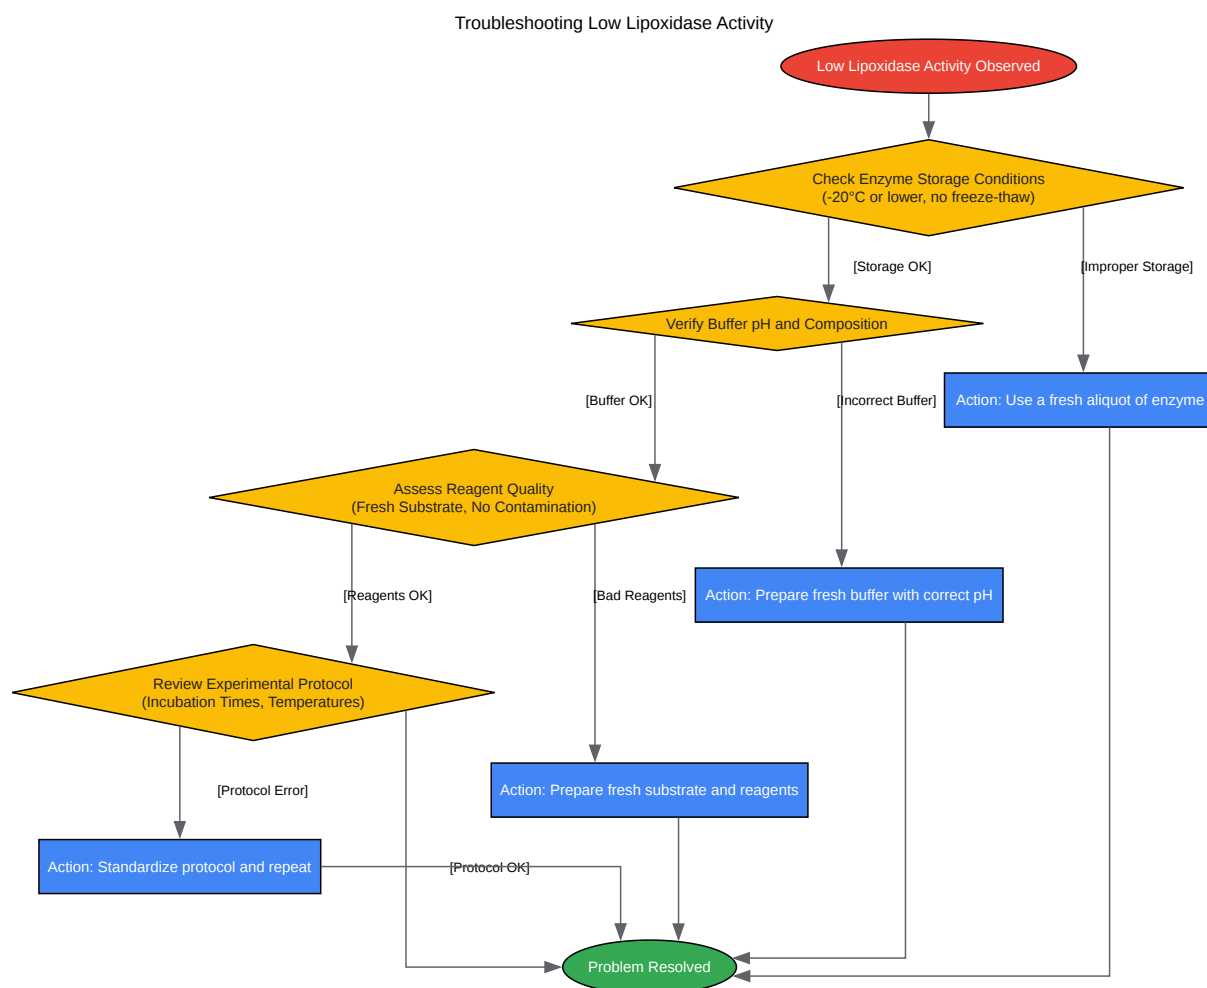 Troubleshooting Low Lipoxidase Activity
Low Lipoxidase Activity Observed
Check Enzyme Storage Conditions
(-20°C or lower, no freeze-thaw)
[Storage OK]
[Improper Storage]
Verify Buffer pH and Composition
[Buffer OK]
[Incorrect Buffer]
Action: Use a fresh aliquot of enzyme
Assess Reagent Quality
(Fresh Substrate, No Contamination)
[Reagents OK]
[Bad Reagents]
Action: Prepare fresh buffer with correct pH
Review Experimental Protocol
(Incubation Times, Temperatures)
[Protocol Error]
Action: Prepare fresh substrate and reagents
Action: Standardize protocol and repeat
[Protocol OK]
Problem Resolved